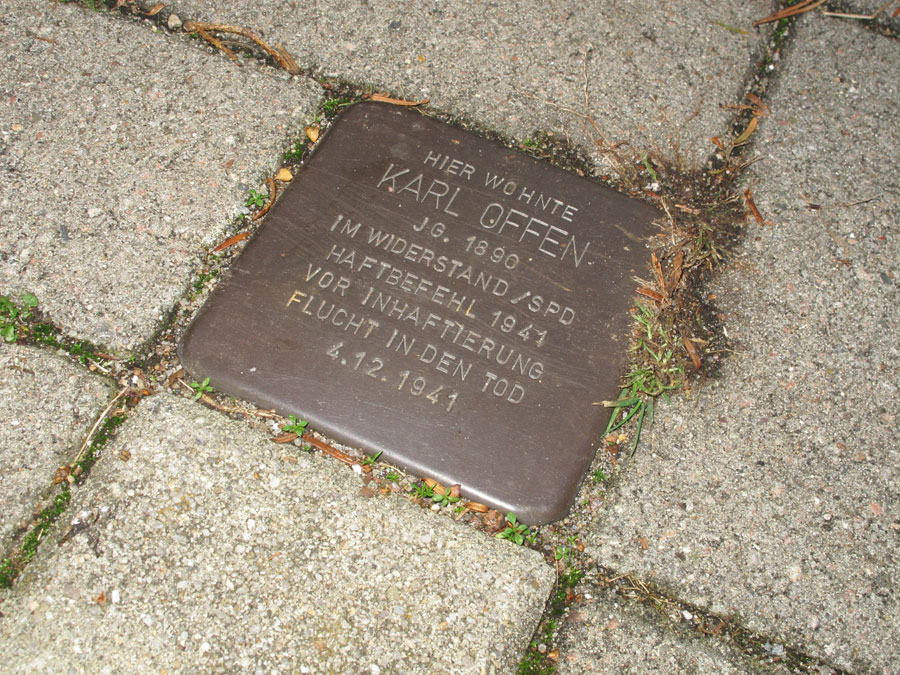 HIER WOHNTE
KARL OFFEN
JG. 1890
IM WIDERSTAND/SPD
HAFTBEFEHL 1941
VOR INHAFTIERUNG
FLUCHT IN DEN TOD
4.12.1941